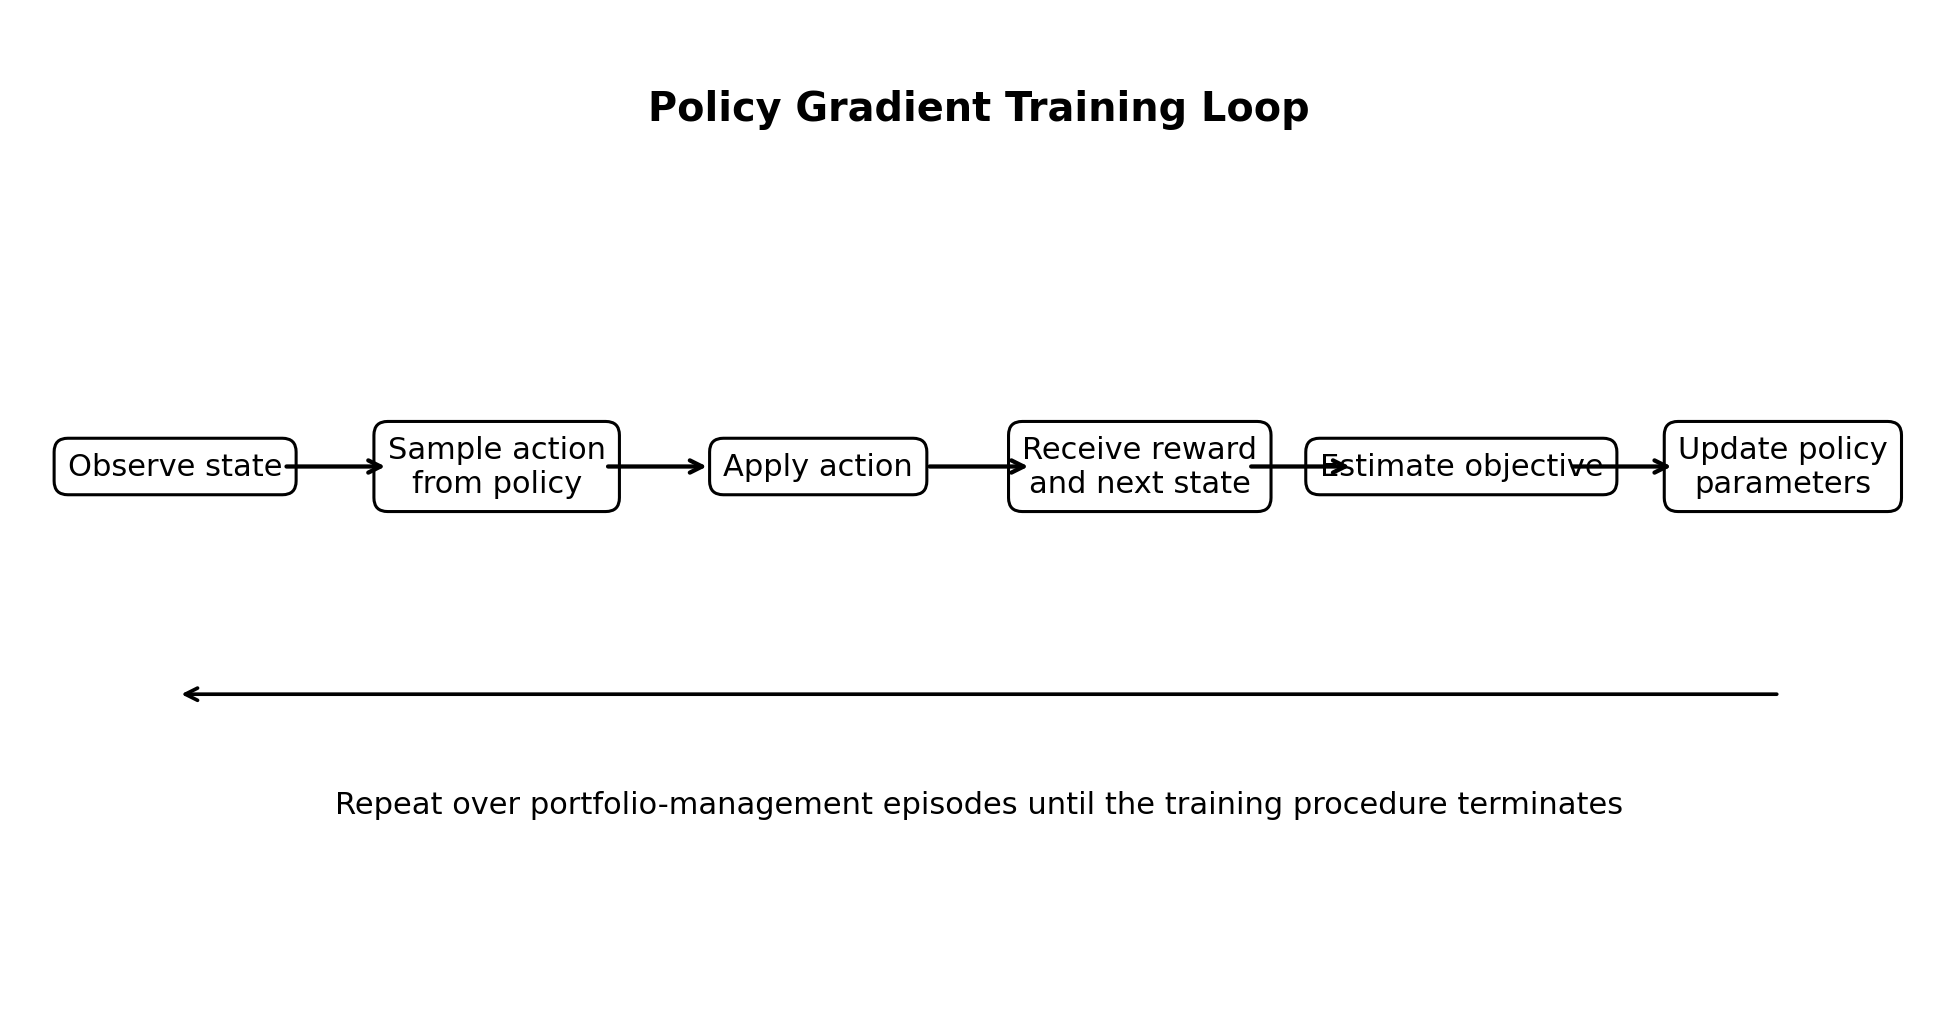 Policy Gradient Training Loop
Observe state
Sample action
from policy
Apply action
Receive reward
and next state
Estimate objective
Update policy
parameters
Repeat over portfolio-management episodes until the training procedure terminates